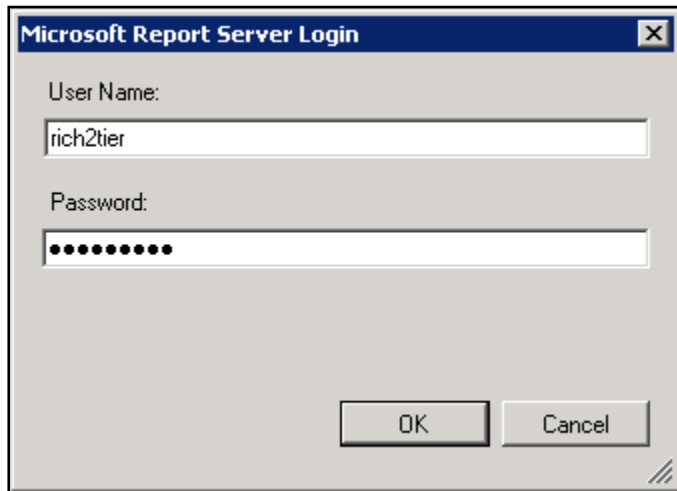 Microsoft Report Server Login
User Name:
rich2tier
Password:
●●●●●●●●●
OK Cancel